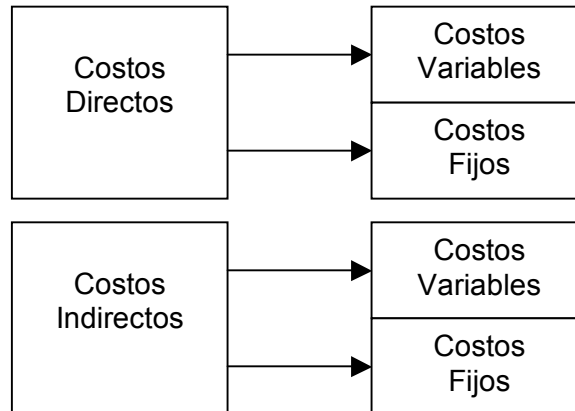 Costos
Directos
Costos
Variables
Costos
Fijos
Costos
Indirectos
Costos
Variables
Costos
Fijos